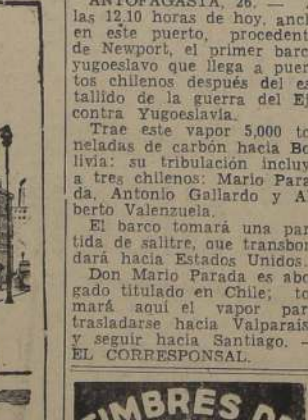 ANTOFAGASTA, 26. —
las 12.10 horas de hoy, ancl
en este puerto, procedent
de Newport, el primer barc
yugoeslavo que llega a puer
tos chilenos después del es
tallido de la guerra del Ej
contra Yugoeslavia.
Trae este vapor 5,000 to
neladas de carbón hacia Bo
livia: su tribulación incluy
a tres chilenos: Mario Para
da, Antonio Gallardo y A
berto Valenzuela.
El barco tomará una par
tida de salitre, que transbor
dará hacia Estados Unidos.
Don Mario Parada es abo
gado titulado en Chile; to
mará aquí el vapor par
trasladarse hacia Valparaís
y seguir hacia Santiago. —
EL CORRESPONSAL.
TIMBRES DE